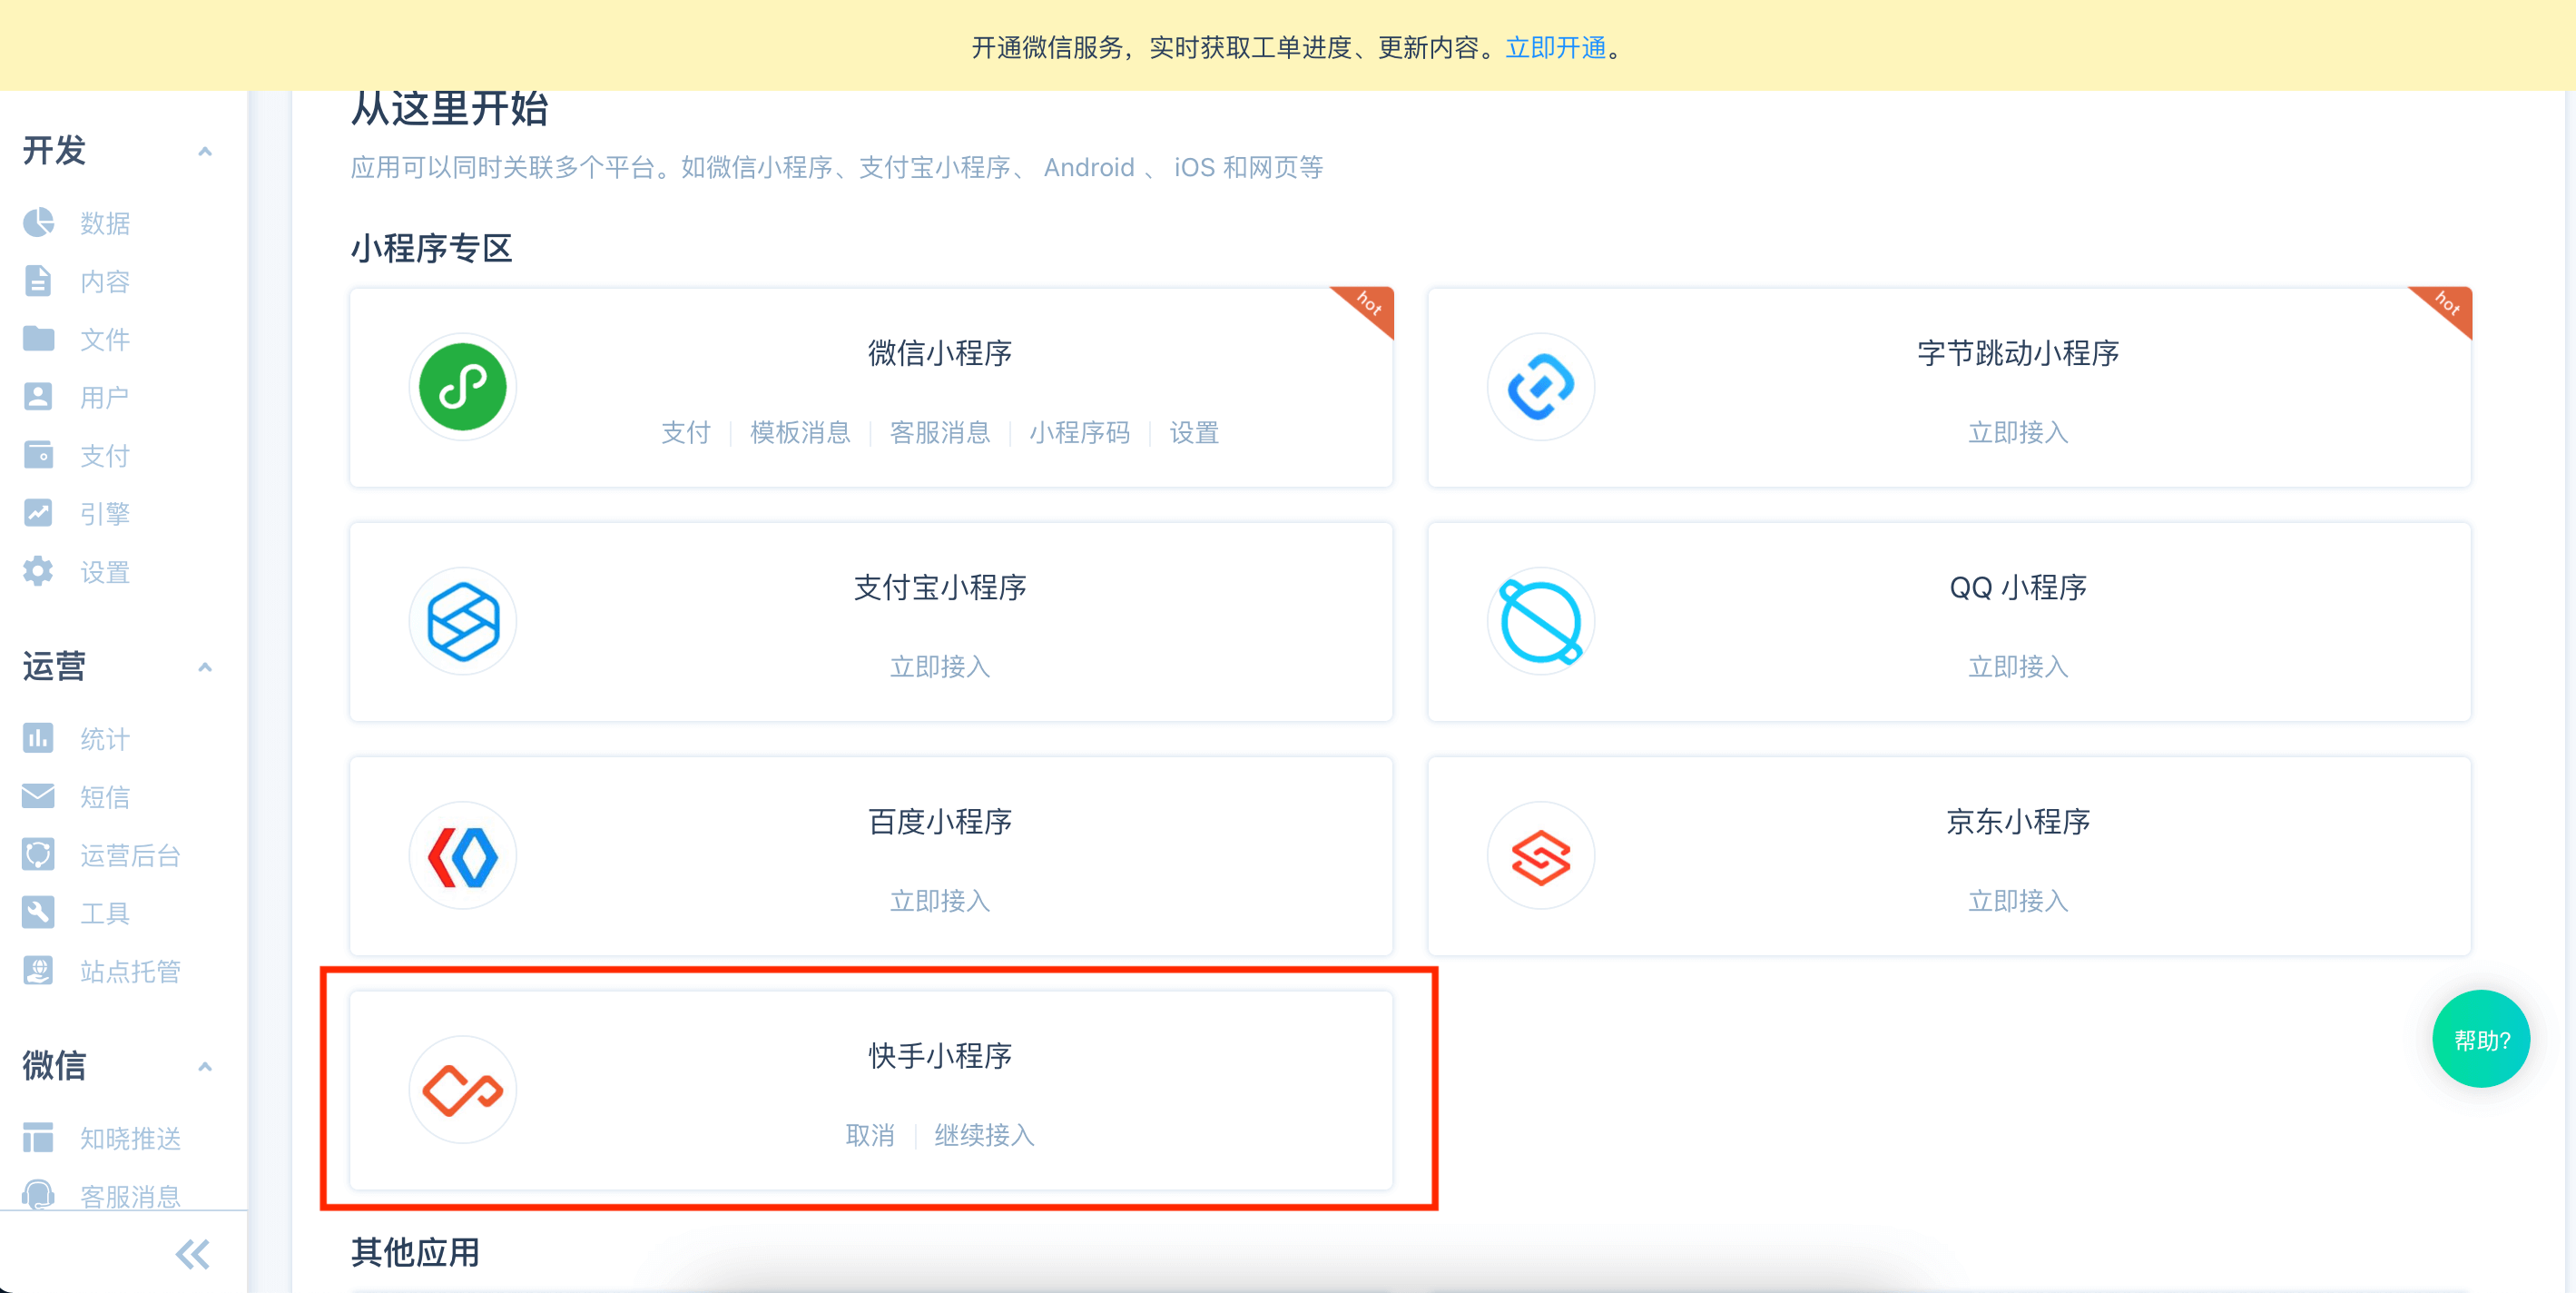 开通微信服务，实时获取工单进度、更新内容。立即开通。
开发
数据
内容
文件
用户
支付
引擎
设置
运营
统计
短信
运营后台
工具
站点托管
微信
知晓推送
客服消息
从这里开始
应用可以同时关联多个平台。如微信小程序、支付宝小程序、 Android 、 iOS 和网页等
小程序专区
hot
微信小程序
支付 模板消息 客服消息 小程序码 设置
hot
字节跳动小程序
立即接入
支付宝小程序
立即接入
QQ 小程序
立即接入
百度小程序
立即接入
京东小程序
立即接入
快手小程序
取消 继续接入
帮助?
其他应用